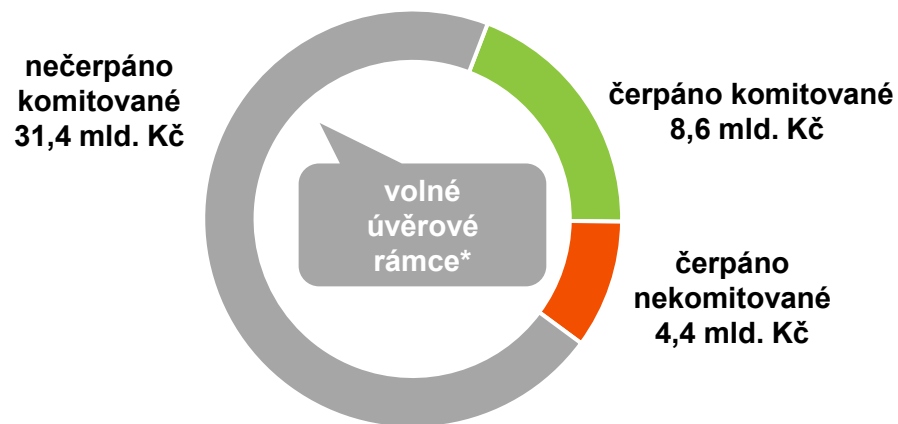 nečerpáno
komitované
31,4 mld. Kč
čerpáno komitované
8,6 mld. Kč
volné
úvěrové
rámce*
čerpáno
nekomitované
4,4 mld. Kč